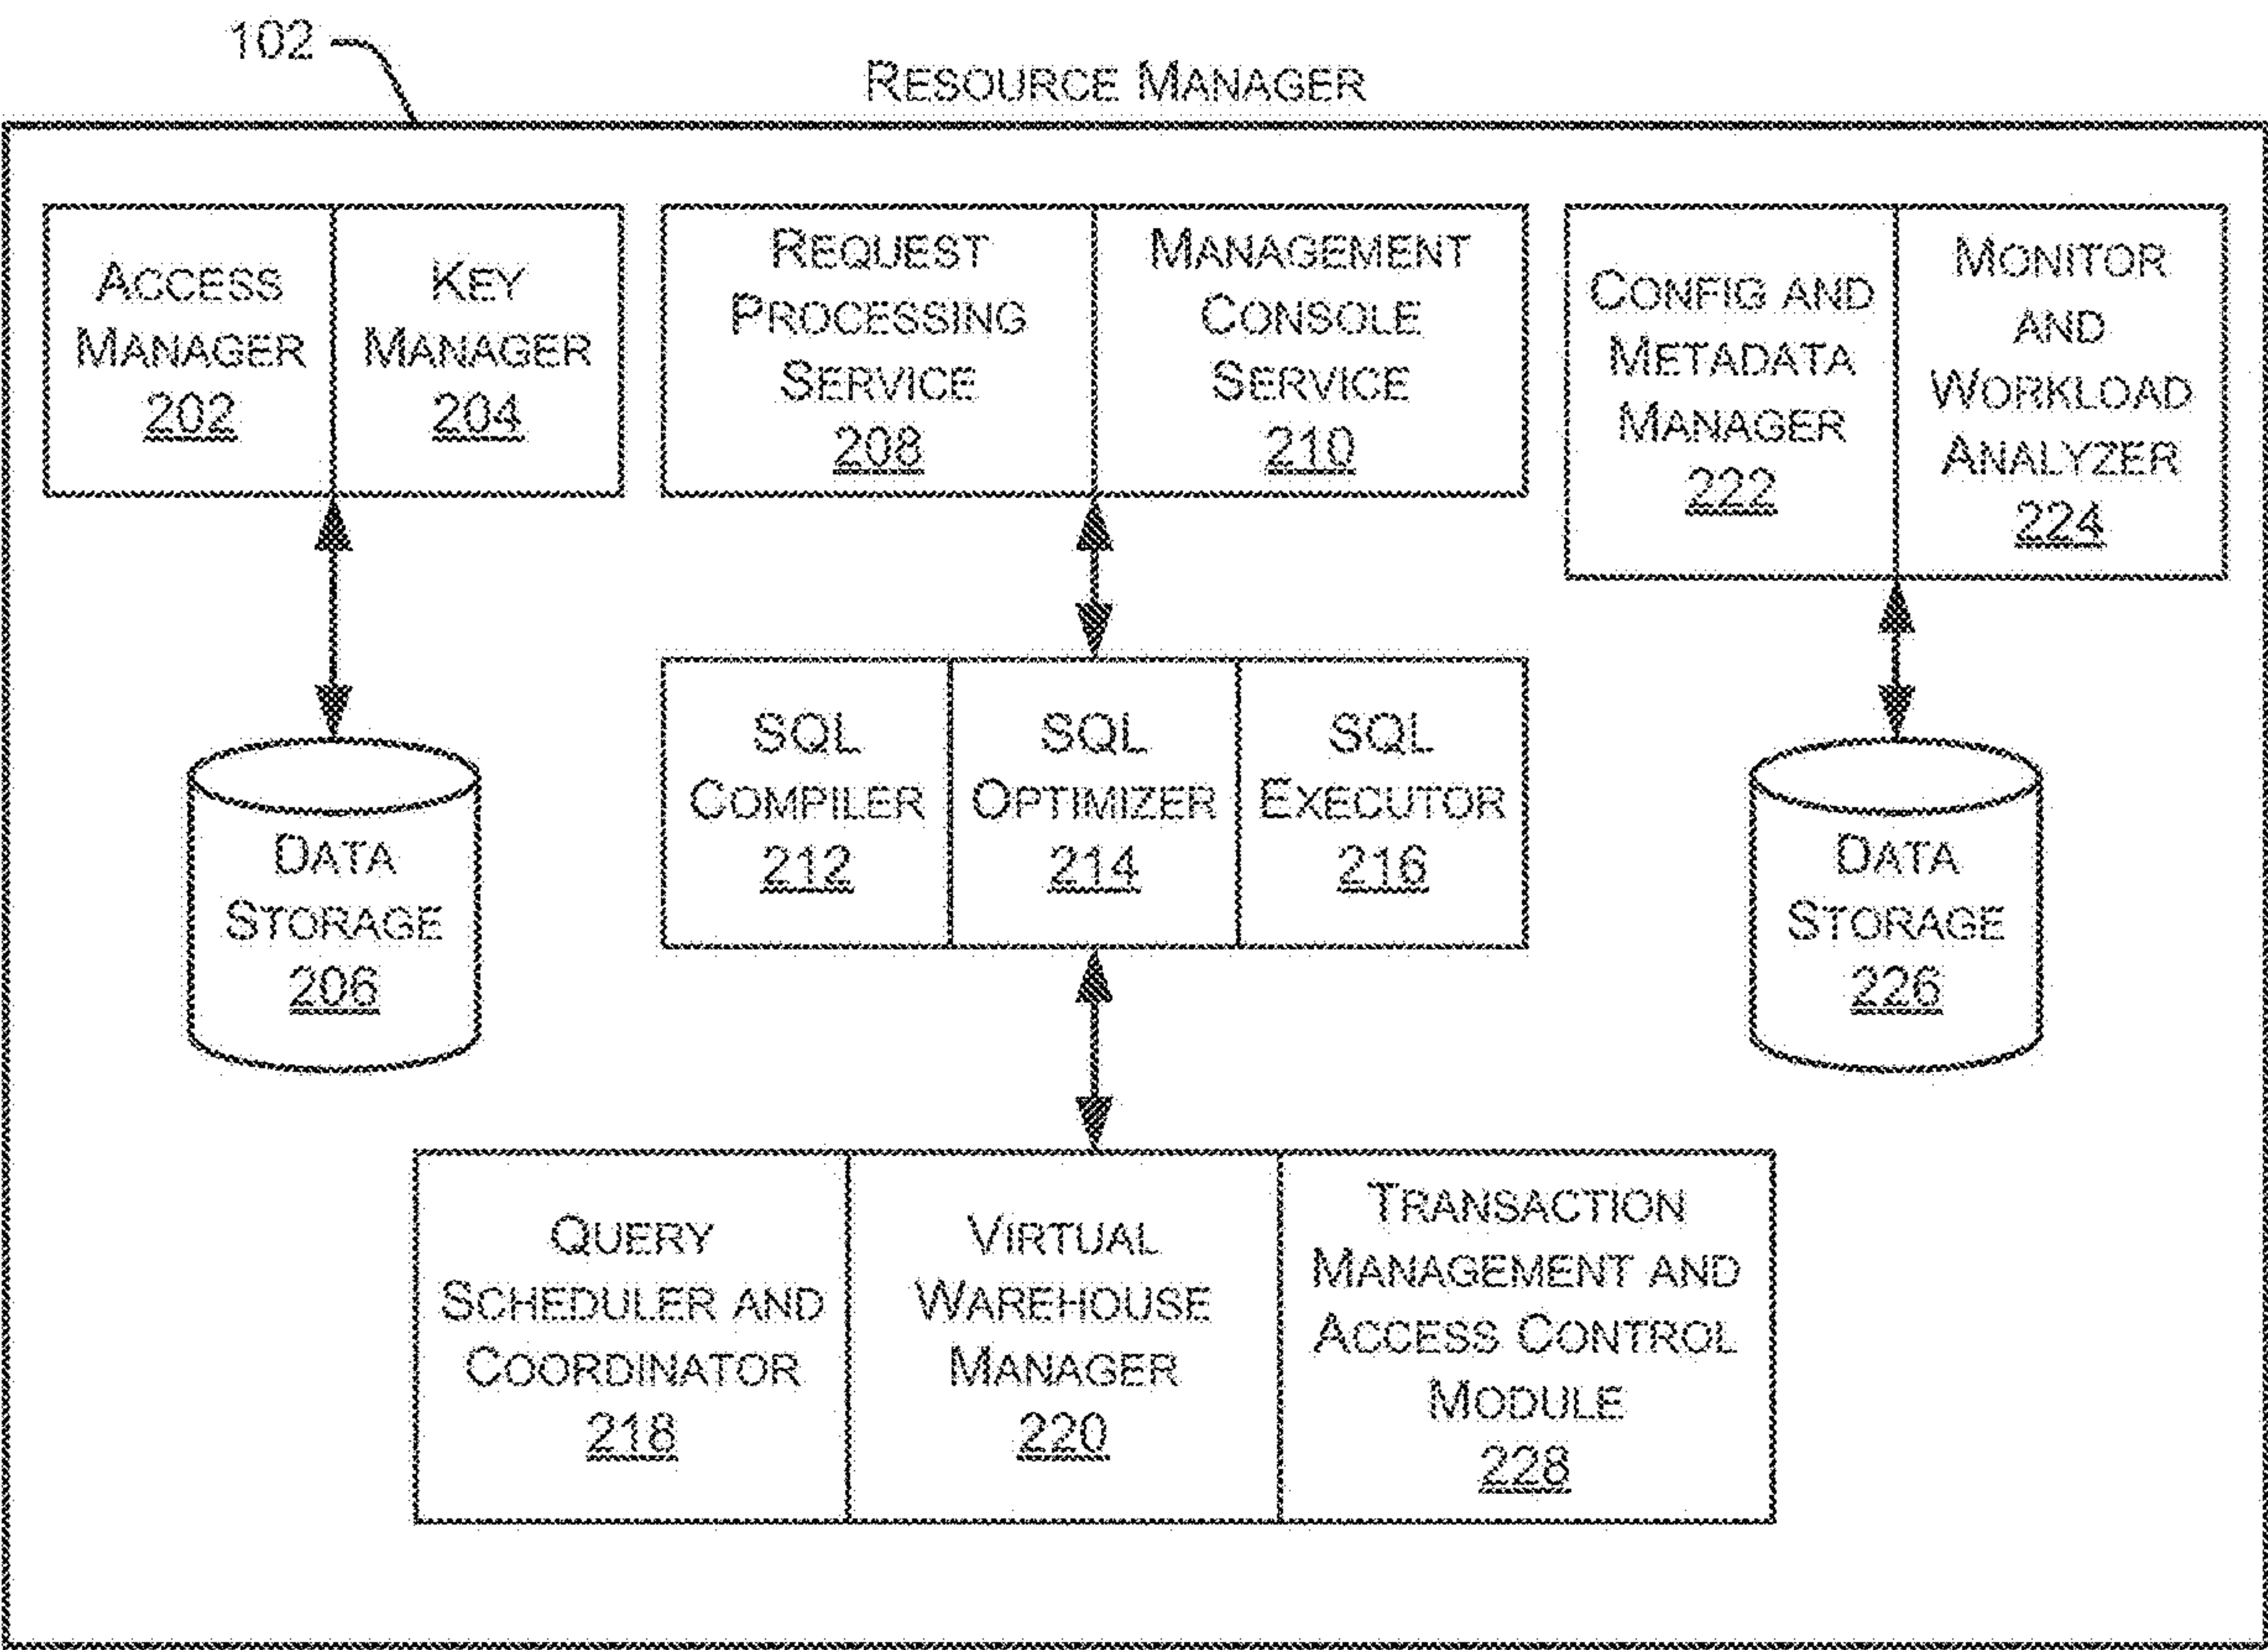 102
RESOURCE MANAGER
ACCESS
MANAGER
202
KEY
MANAGER
204
REQUEST
PROCESSING
SERVICE
208
MANAGEMENT
CONSOLE
SERVICE
210
CONFIG AND
METADATA
MANAGER
222
MONITOR
AND
WORKLOAD
ANALYZER
224
SQL
COMPILER
212
SQL
OPTIMIZER
214
SQL
EXECUTOR
216
DATA
STORAGE
206
DATA
STORAGE
226
QUERY
SCHEDULER AND
COORDINATOR
218
VIRTUAL
WAREHOUSE
MANAGER
220
TRANSACTION
MANAGEMENT AND
ACCESS CONTROL
MODULE
228